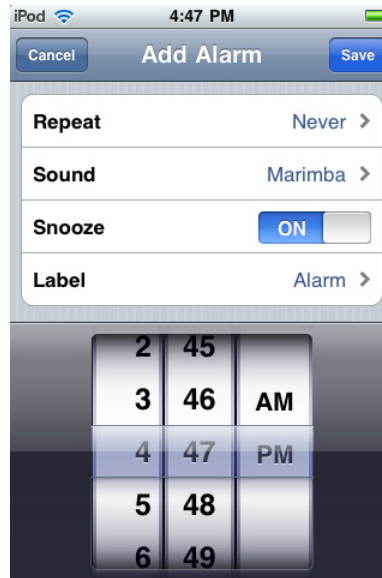 iPod 4:47 PM
Cancel Add Alarm Save
Repeat Never
Sound Marimba
Snooze ON
Label Alarm
2 45
3 46 AM
4 47 PM
5 48
6 49